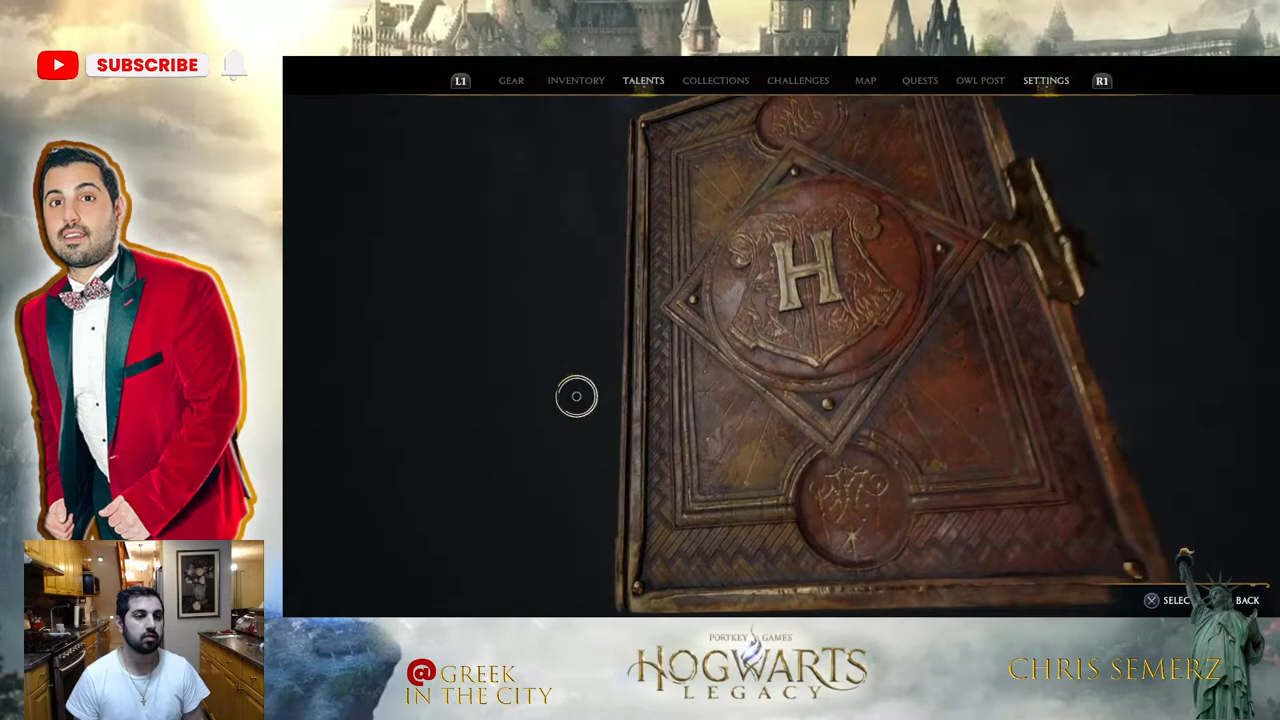 SUBSCRIBE
L1 GEAR INVENTORY TALENTS COLLECTIONS CHALLENGES MAP QUESTS OWL POST SETTINGS R1
H
SELEC BACK
@GREEK
IN THE CITY
PORTKEY GAMES
HOGWARTS
LEGACY
CHRIS SEMERZ